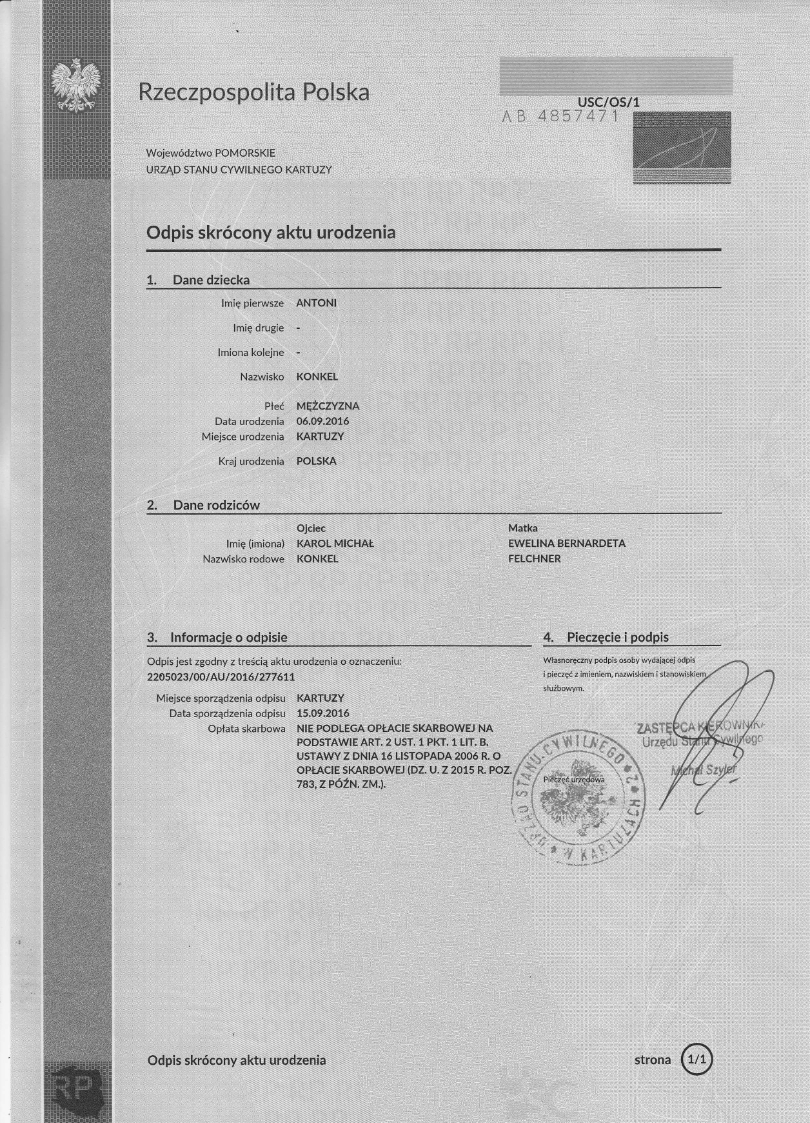 Rzeczpospolita Polska
USC/OS/1
AB 4857471
Województwo POMORSKIE
URZĄD STANU CYWILNEGO KARTUZY
Odpis skrócony aktu urodzenia
1. Dane dziecka
Imię pierwsze ANTONI
Imię drugie -
Imiona kolejne -
Nazwisko KONKEL
Płeć MĘŻCZYZNA
Data urodzenia 06.09.2016
Miejsce urodzenia KARTUZY
Kraj urodzenia POLSKA
2. Dane rodziców
Ojciec Matka
Imię (imiona) KAROL MICHAŁ EWELINA BERNARDETA
Nazwisko rodowe KONKEL FELCHNER
3. Informacje o odpisie
Odpis jest zgodny z treścią aktu urodzenia o oznaczeniu:
2205023/00/AU/2016/277611
Miejsce sporządzenia odpisu KARTUZY
Data sporządzenia odpisu 15.09.2016
Opłata skarbowa NIE PODLEGA OPŁACIE SKARBOWEJ NA
PODSTAWIE ART. 2 UST. 1 PKT. 1 LIT. B.
USTAWY Z DNIA 16 LISTOPADA 2006 R. O
OPŁACIE SKARBOWEJ (DZ. U. Z 2015 R. POZ.
783, Z PÓŹN. ZM.).
4. Pieczęcie i podpis
Własnoręczny podpis osoby wydającej odpis
i pieczęć z imieniem, nazwiskiem i stanowiskiem
służbowym.
ZASTĘPCA KIEROWNIKA
Urzędu Stanu Cywilnego
Michał
Pieczęć urzędowa
URZĄD STANU CYWILNEGO * 2 * W KARTUZACH *
Odpis skrócony aktu urodzenia
strona 1/1
RP